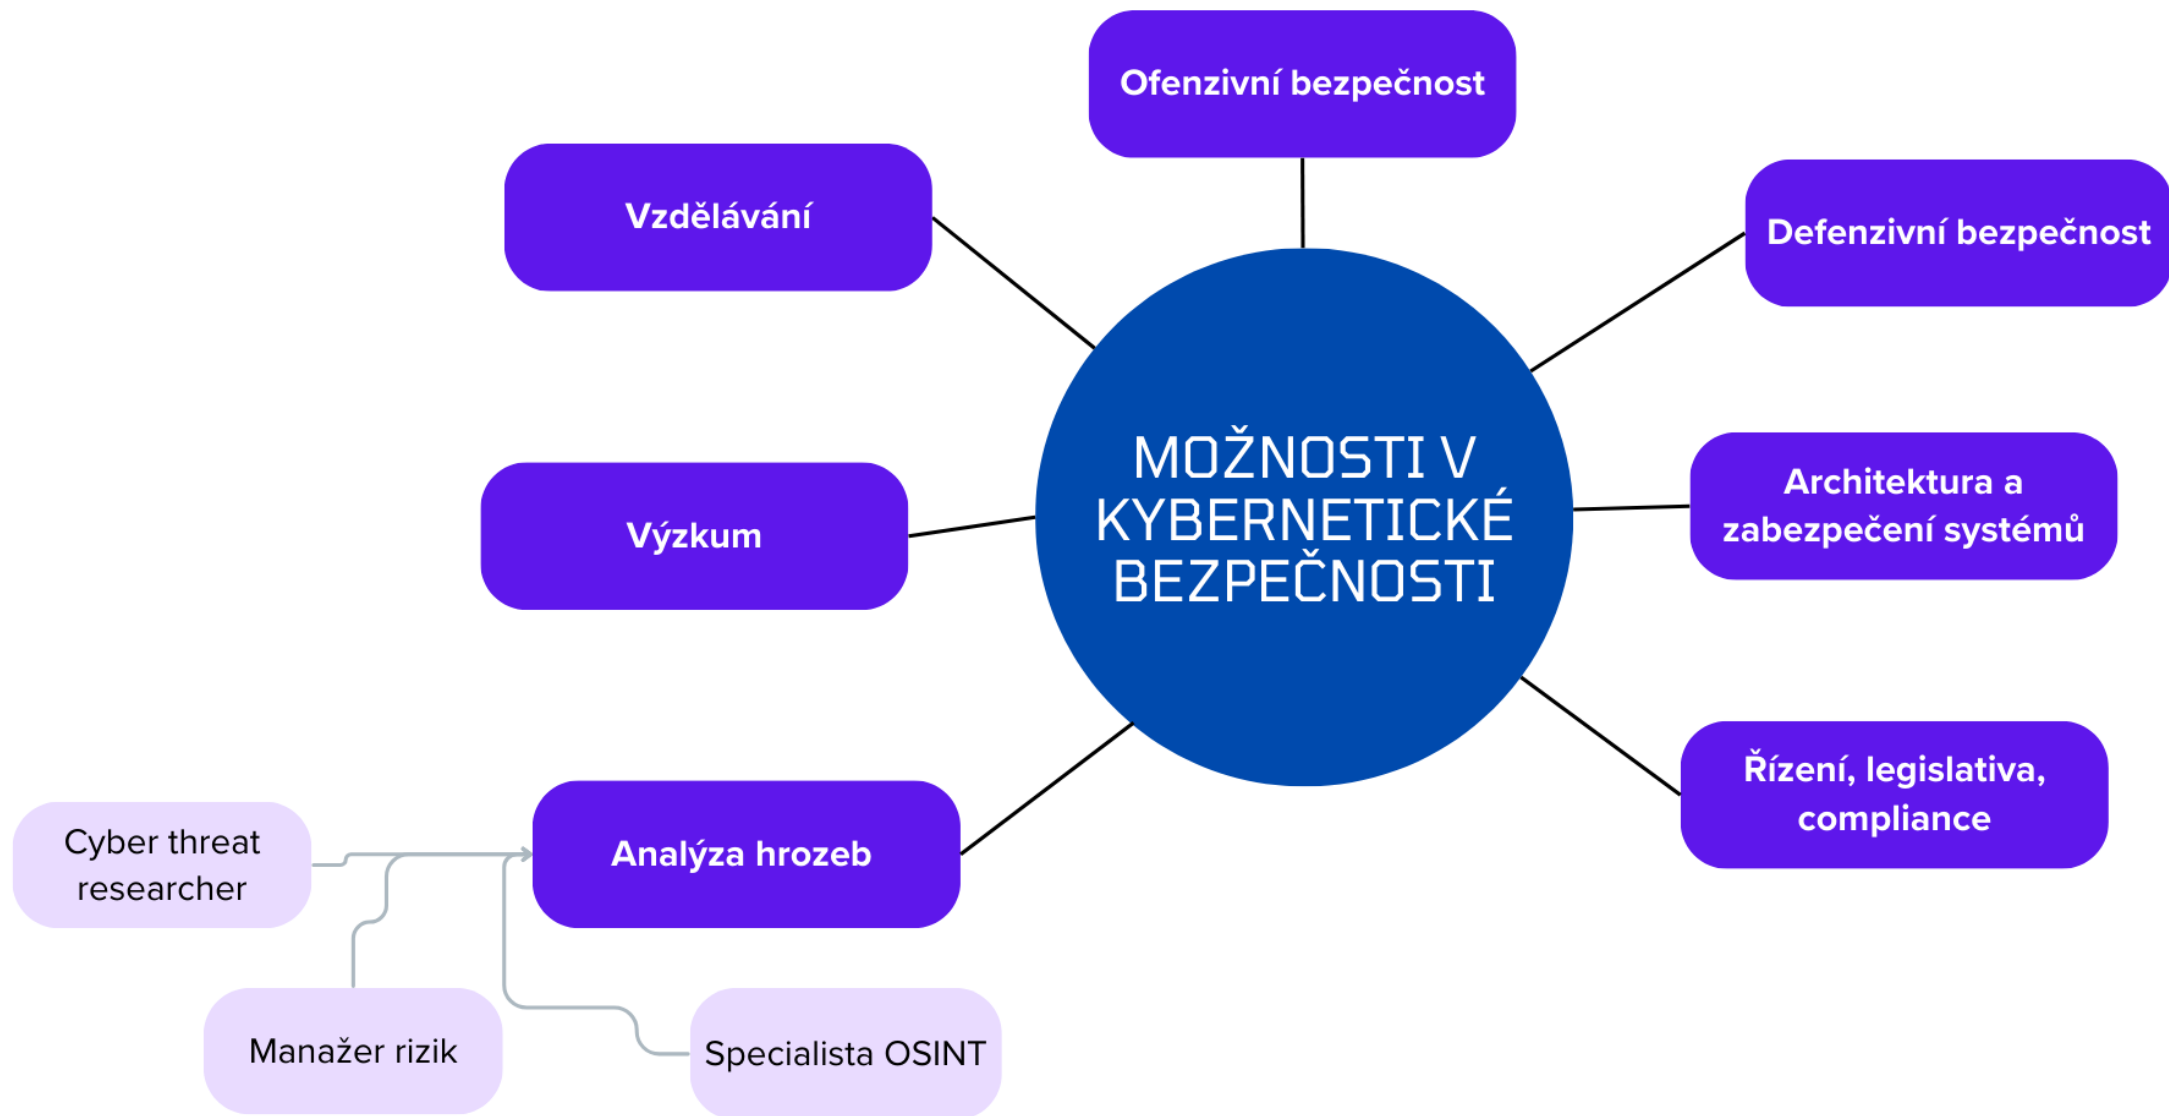 Ofenzivní bezpečnost
Vzdělávání
Defenzivní bezpečnost
MOŽNOSTI V
KYBERNETICKÉ
BEZPEČNOSTI
Architektura a
zabezpečení systémů
Výzkum
Řízení, legislativa,
compliance
Analýza hrozeb
Cyber threat
researcher
Manažer rizik
Specialista OSINT